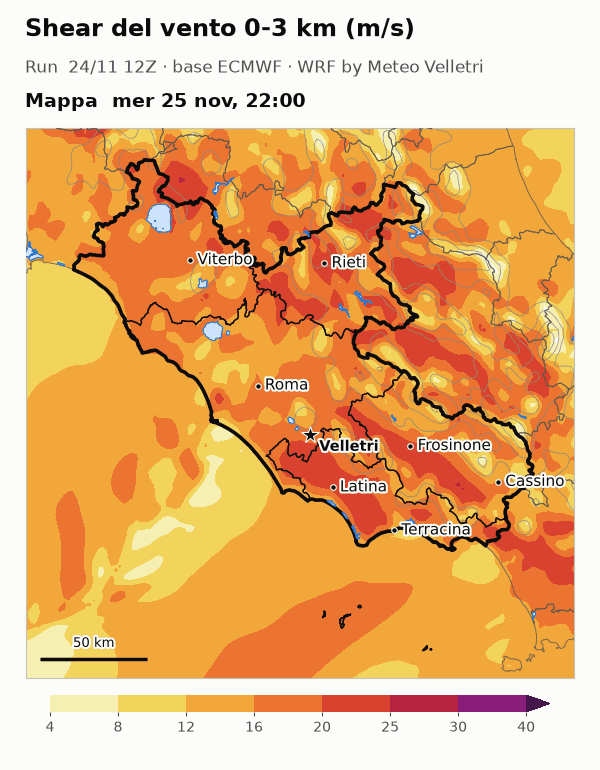 Shear del vento 0-3 km (m/s)
Run  24/11 12Z · base ECMWF · WRF by Meteo Velletri
Mappa  mer 25 nov, 22:00
Viterbo
Rieti
Roma
Velletri
Frosinone
Latina
Cassino
Terracina
50 km
4 8 12 16 20 25 30 40